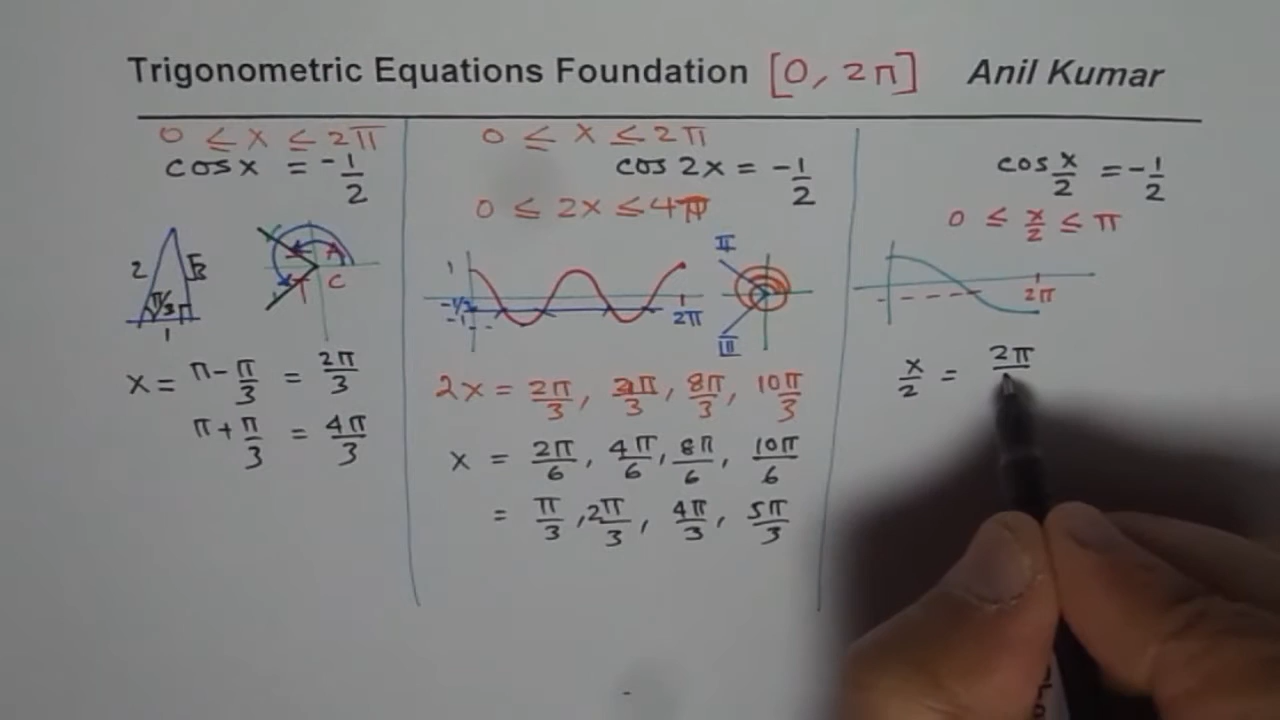 Trigonometric Equations Foundation [0, 2π] Anil Kumar
0 ≤ x ≤ 2π
cos x = -1/2
2 √3
π/3
1
A
T C
x = π - π/3 = 2π/3
π + π/3 = 4π/3
0 ≤ x ≤ 2π
cos 2x = -1/2
0 ≤ 2x ≤ 4π
1
-1/2
-1
2π
II
III
2x = 2π/3, 4π/3, 8π/3, 10π/3
x = 2π/6, 4π/6, 8π/6, 10π/6
= π/3, 2π/3, 4π/3, 5π/3
cos x/2 = -1/2
0 ≤ x/2 ≤ π
2π
x/2 = 2π